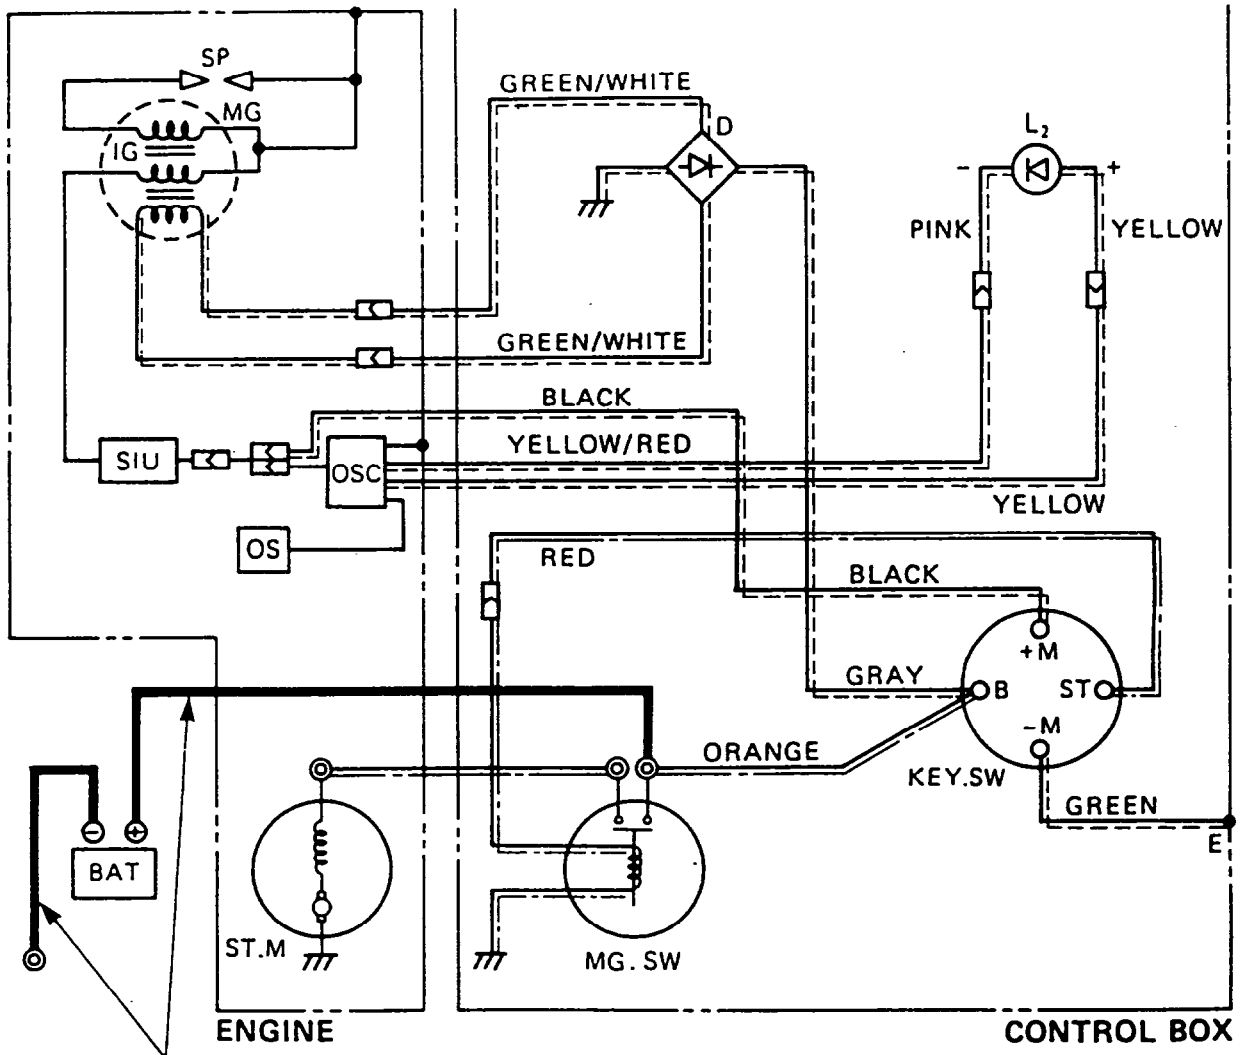 SP
GREEN/WHITE
MG
D
L₂
IG
-
+
PINK
YELLOW
GREEN/WHITE
BLACK
YELLOW/RED
SIU
OSC
YELLOW
OS
RED
BLACK
+M
GRAY
B
ST
-M
ORANGE
KEY.SW
GREEN
-
+
E
BAT
ST.M
MG. SW
ENGINE
CONTROL BOX